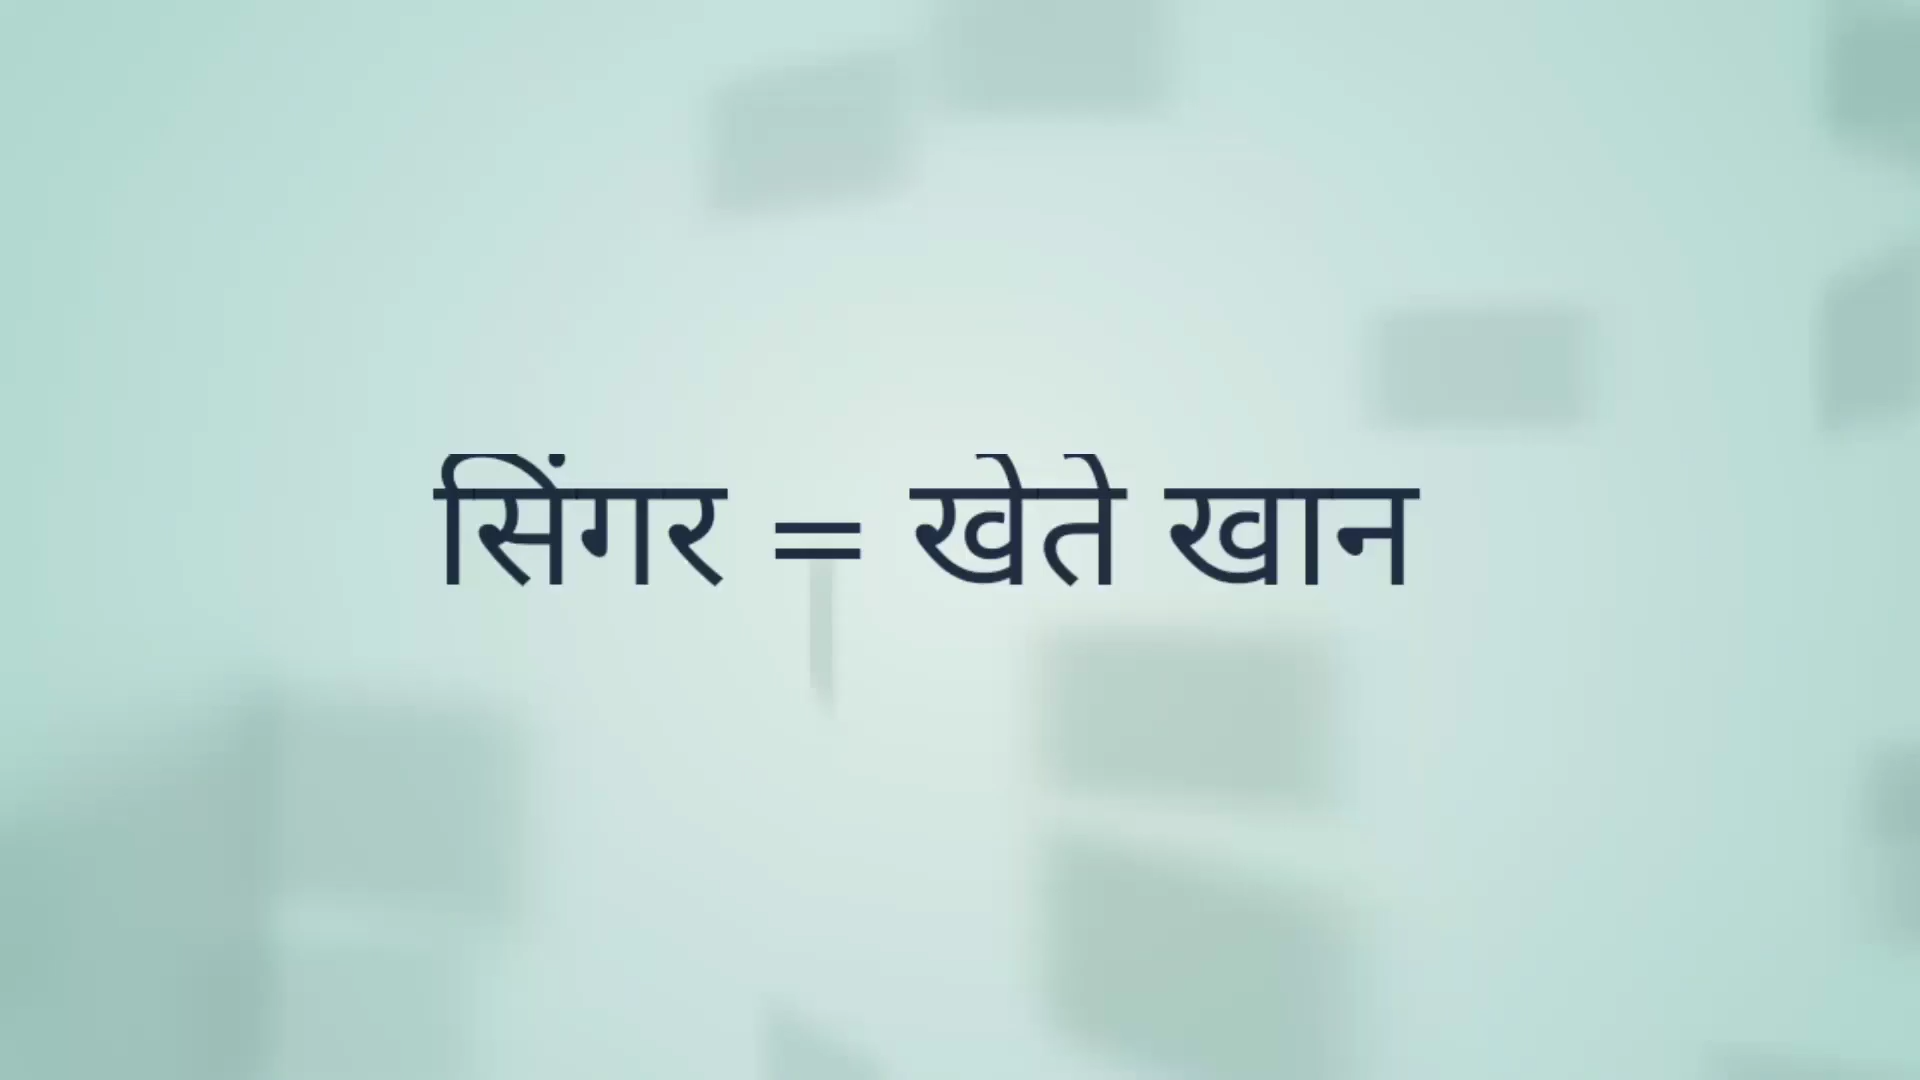 सिंगर = खेते खान